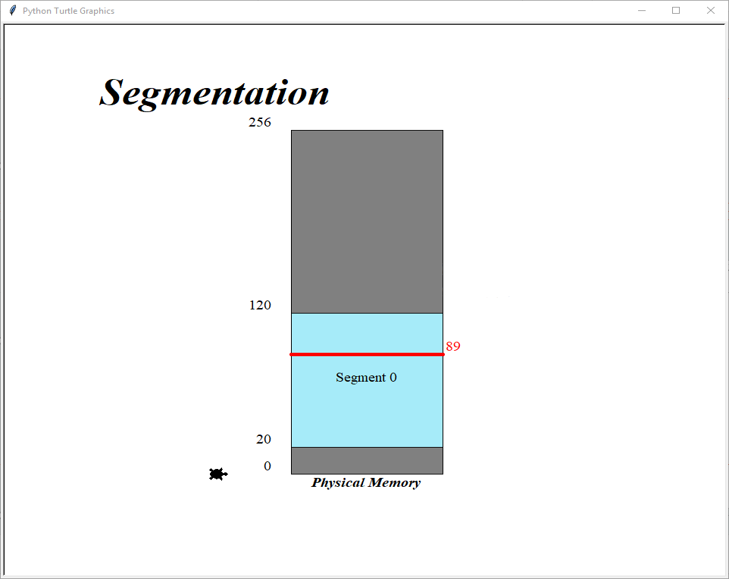 Python Turtle Graphics
Segmentation
256
120
89
Segment 0
20
0
Physical Memory